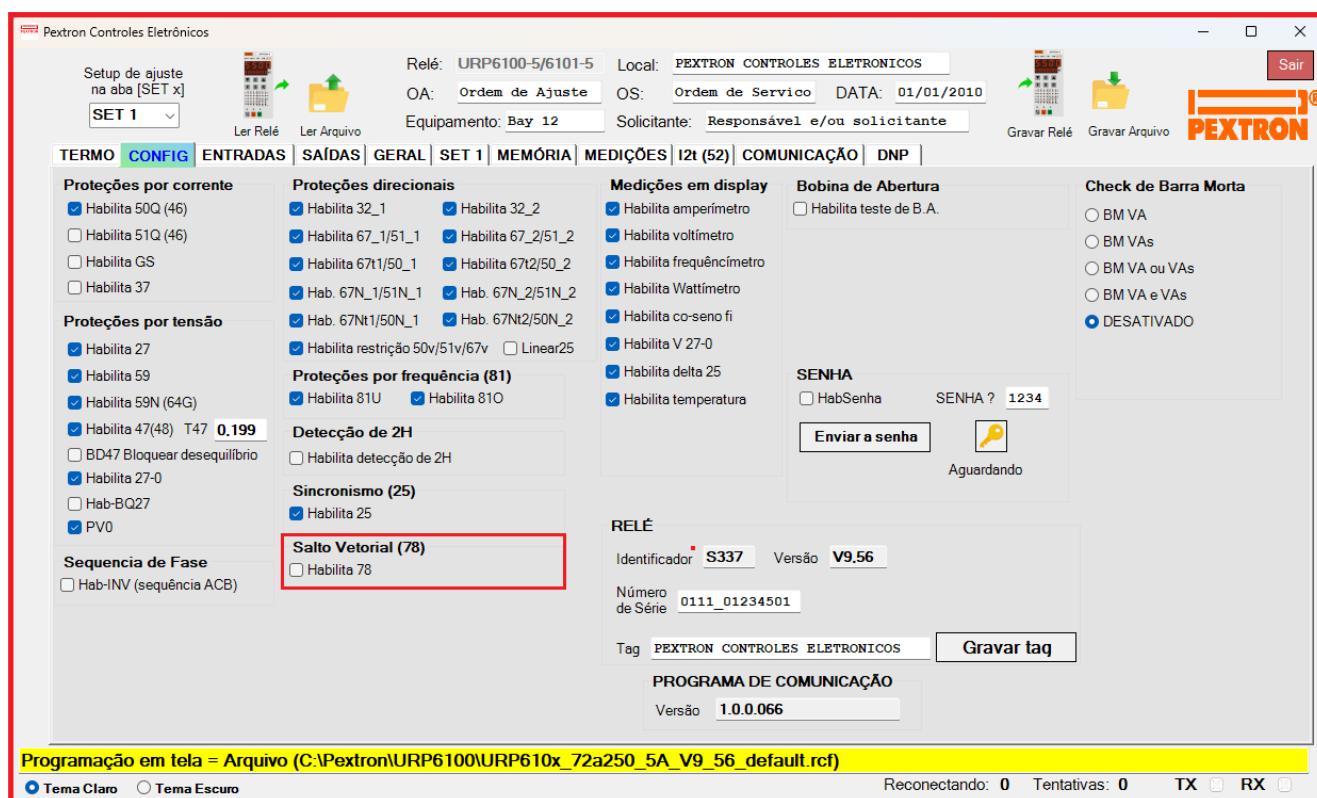 Pextron Controles Eletrônicos
Setup de ajuste
na aba [SET x]
SET 1
Ler Relé
Ler Arquivo
Relé: URP6100-5/6101-5
OA: Ordem de Ajuste
Equipamento: Bay 12
Local: PEXTRON CONTROLES ELETRONICOS
OS: Ordem de Servico DATA: 01/01/2010
Solicitante: Responsável e/ou solicitante
Gravar Relé
Gravar Arquivo
Sair
PEXTRON
TERMO CONFIG ENTRADAS SAÍDAS GERAL SET 1 MEMÓRIA MEDIÇÕES I2t (52) COMUNICAÇÃO DNP
Proteções por corrente
Habilita 50Q (46)
Habilita 51Q (46)
Habilita GS
Habilita 37
Proteções por tensão
Habilita 27
Habilita 59
Habilita 59N (64G)
Habilita 47(48) T47 0,199
BD47 Bloquear desequilíbrio
Habilita 27-0
Hab-BQ27
PV0
Sequencia de Fase
Hab-INV (sequência ACB)
Proteções direcionais
Habilita 32_1 Habilita 32_2
Habilita 67_1/51_1 Habilita 67_2/51_2
Habilita 67t1/50_1 Habilita 67t2/50_2
Hab. 67N_1/51N_1 Hab. 67N_2/51N_2
Hab. 67Nt1/50N_1 Hab. 67Nt2/50N_2
Habilita restrição 50v/51v/67v Linear25
Proteções por frequência (81)
Habilita 81U Habilita 81O
Detecção de 2H
Habilita detecção de 2H
Sincronismo (25)
Habilita 25
Salto Vetorial (78)
Habilita 78
Medições em display
Habilita amperímetro
Habilita voltímetro
Habilita frequêncímetro
Habilita Wattímetro
Habilita co-seno fi
Habilita V 27-0
Habilita delta 25
Habilita temperatura
Bobina de Abertura
Habilita teste de B.A.
SENHA
HabSenha SENHA ? 1234
Enviar a senha
Aguardando
Check de Barra Morta
BM VA
BM VAs
BM VA ou VAs
BM VA e VAs
DESATIVADO
RELÉ
Identificador S337 Versão V9,56
Número
de Série 0111_01234501
Tag PEXTRON CONTROLES ELETRONICOS Gravar tag
PROGRAMA DE COMUNICAÇÃO
Versão 1.0.0.066
Programação em tela = Arquivo (C:\Pextron\URP6100\URP610x_72a250_5A_V9_56_default.rcf)
Tema Claro Tema Escuro Reconectando: 0 Tentativas: 0 TX RX